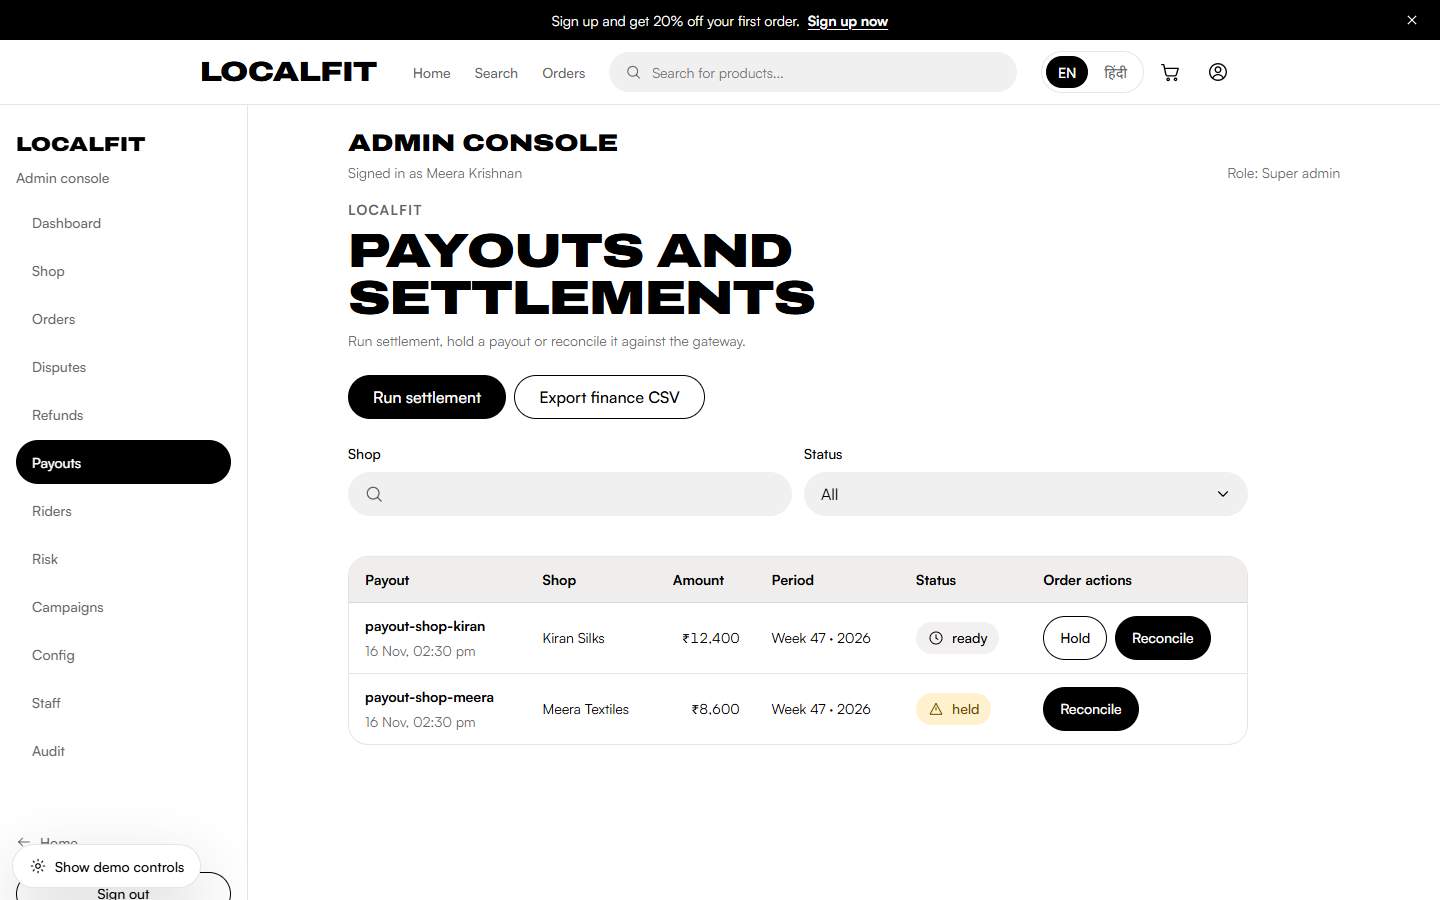 Sign up and get 20% off your first order. Sign up now
LOCALFIT
Home
Search
Orders
Search for products...
EN
हिंदी
LOCALFIT
Admin console
Dashboard
Shop
Orders
Disputes
Refunds
Payouts
Riders
Risk
Campaigns
Config
Staff
Audit
Home
Show demo controls
Sign out
ADMIN CONSOLE
Signed in as Meera Krishnan
Role: Super admin
LOCALFIT
PAYOUTS AND
SETTLEMENTS
Run settlement, hold a payout or reconcile it against the gateway.
Run settlement
Export finance CSV
Shop
Status
All
Payout Shop Amount Period Status Order actions
payout-shop-kiran
16 Nov, 02:30 pm
Kiran Silks ₹12,400 Week 47 · 2026 ready Hold Reconcile
payout-shop-meera
16 Nov, 02:30 pm
Meera Textiles ₹8,600 Week 47 · 2026 held Reconcile